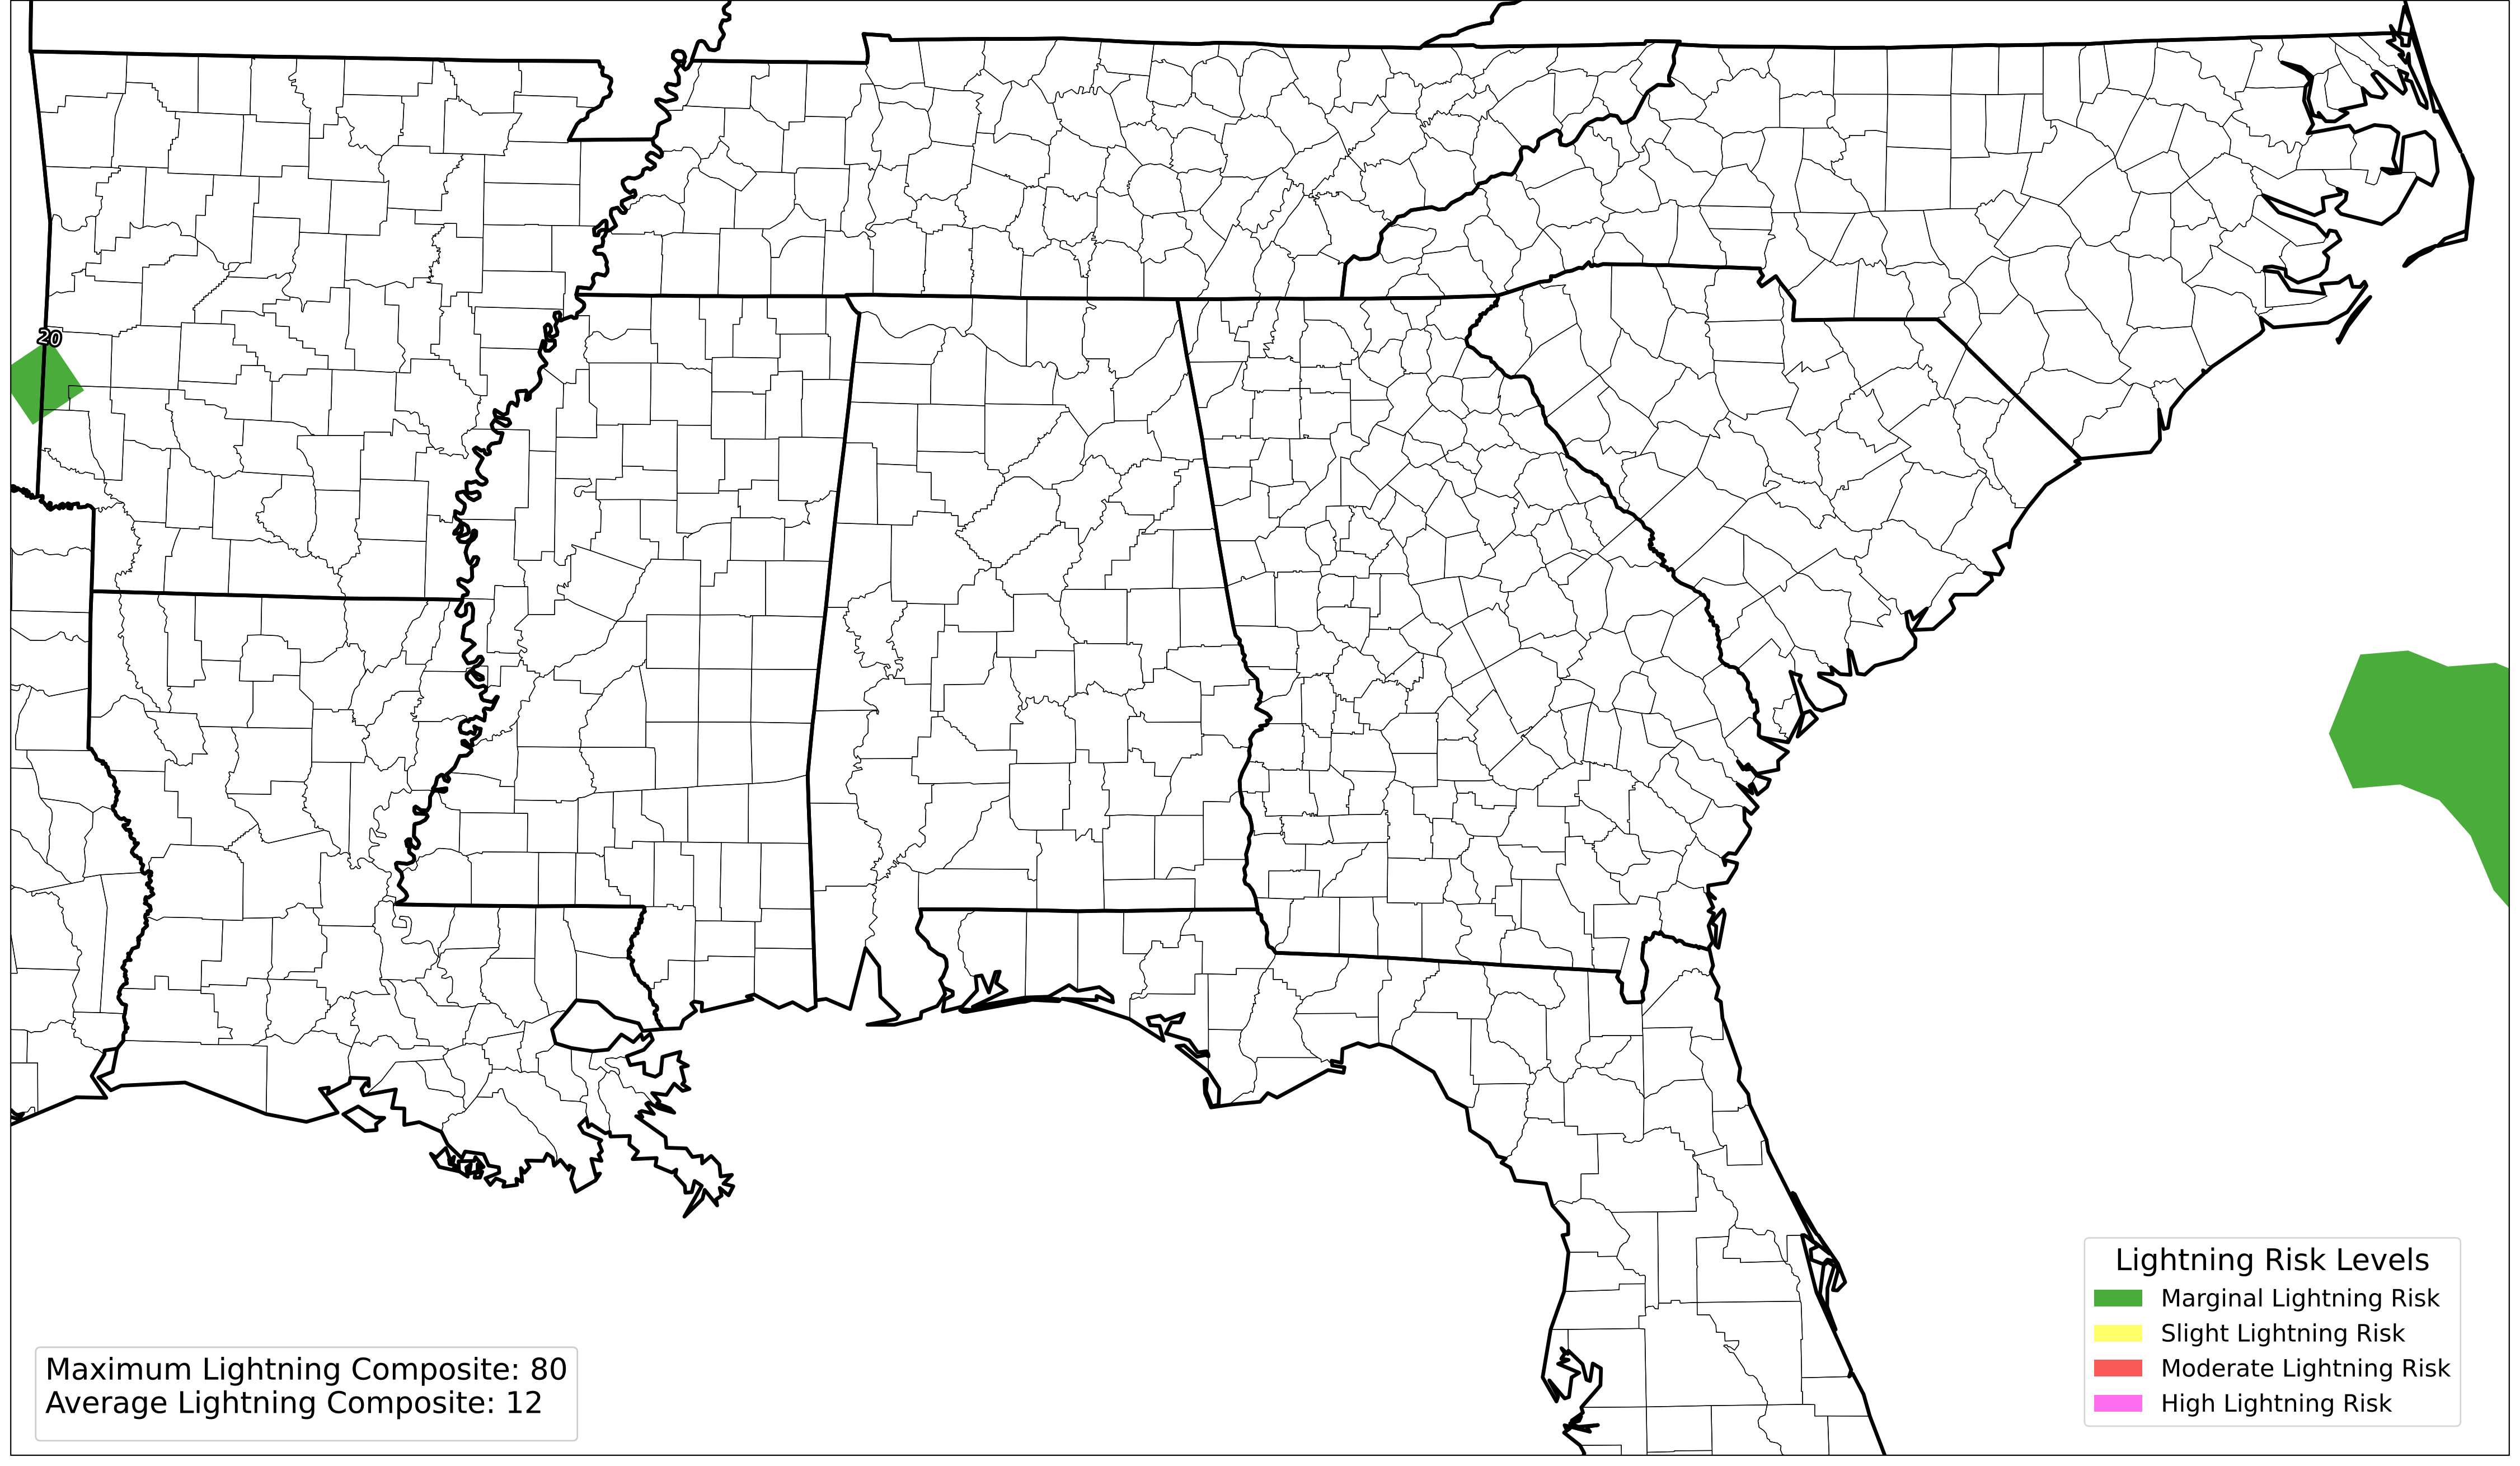 20
Maximum Lightning Composite: 80
Average Lightning Composite: 12
Lightning Risk Levels
Marginal Lightning Risk
Slight Lightning Risk
Moderate Lightning Risk
High Lightning Risk